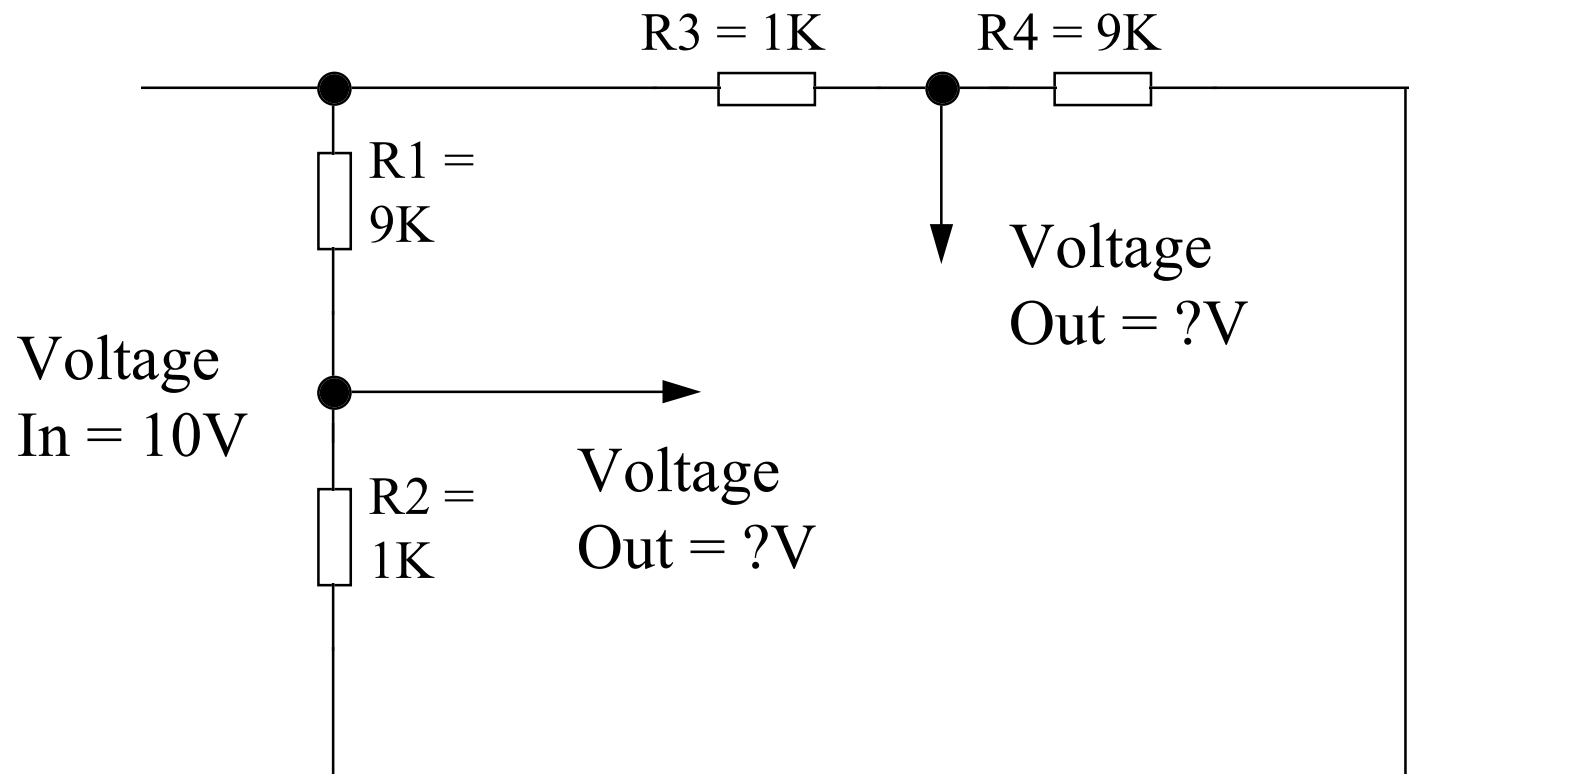 R3 = 1K
R4 = 9K
R1 =
9K
Voltage
Out = ?V
Voltage
In = 10V
Voltage
Out = ?V
R2 =
1K